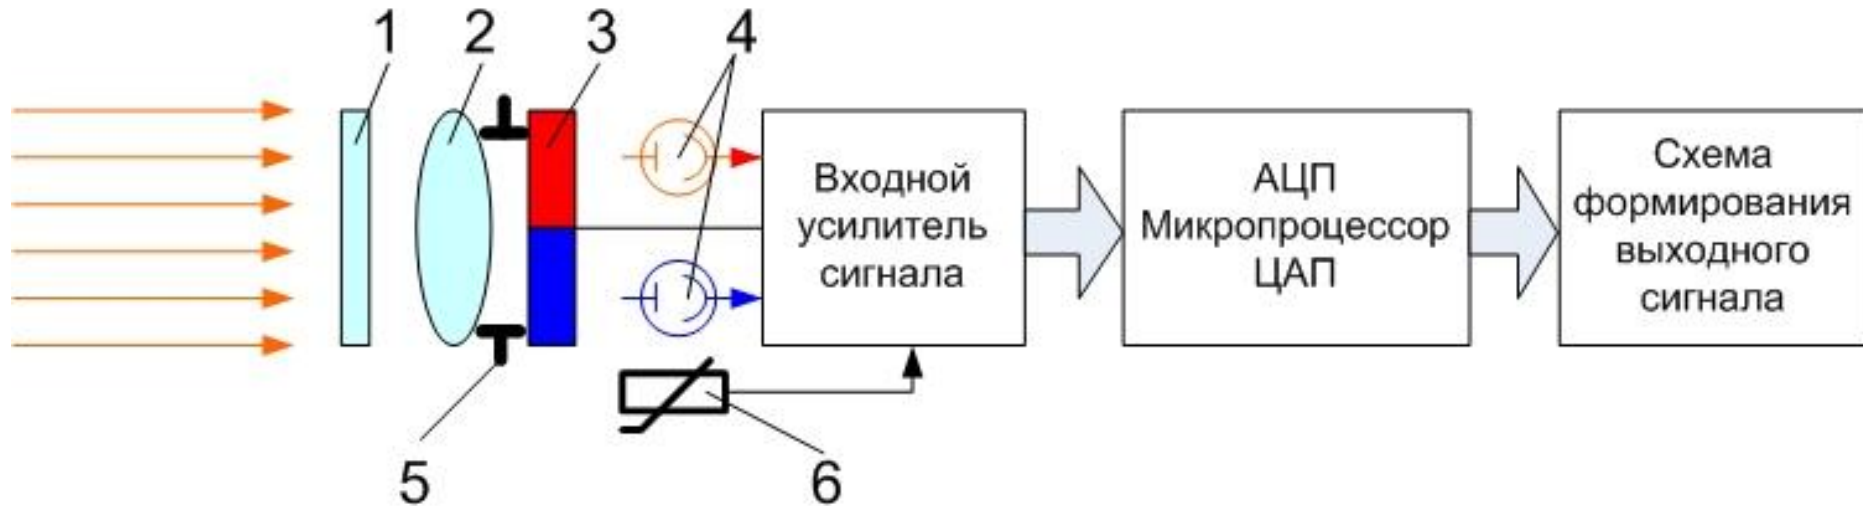 1
2
3
4
Входной
усилитель
сигнала
АЦП
Микропроцессор
ЦАП
Схема
формирования
выходного
сигнала
5
6